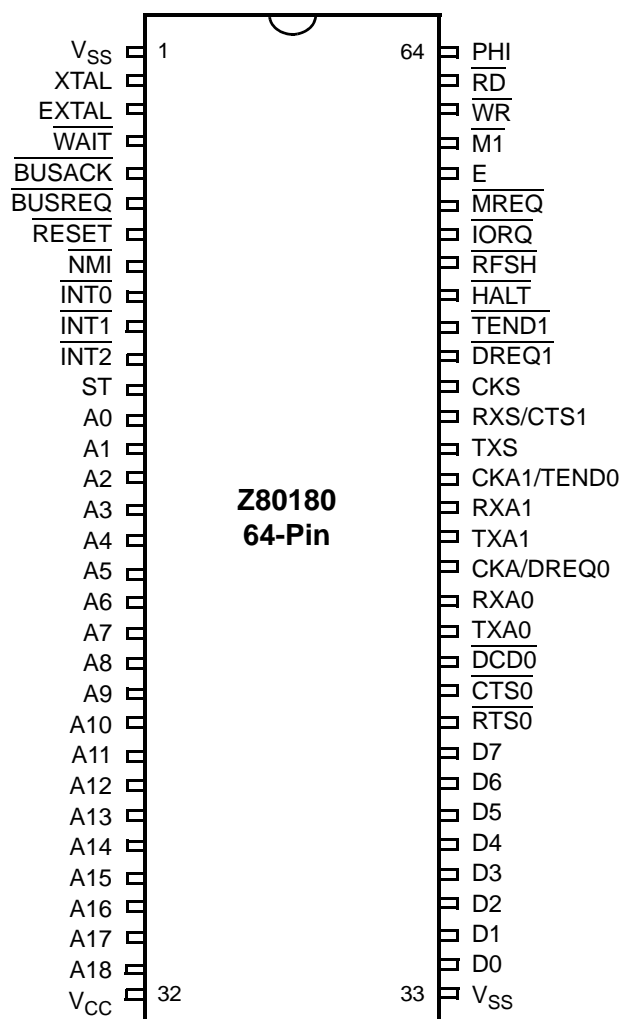 VSS 1 64 PHI
XTAL RD
EXTAL WR
WAIT M1
BUSACK E
BUSREQ MREQ
RESET IORQ
NMI RFSH
INT0 HALT
INT1 TEND1
INT2 DREQ1
ST CKS
A0 RXS/CTS1
A1 TXS
A2 CKA1/TEND0
A3 RXA1
A4 TXA1
A5 CKA/DREQ0
A6 RXA0
A7 TXA0
A8 DCD0
A9 CTS0
A10 RTS0
A11 D7
A12 D6
A13 D5
A14 D4
A15 D3
A16 D2
A17 D1
A18 D0
VCC 32 33 VSS
Z80180
64-Pin